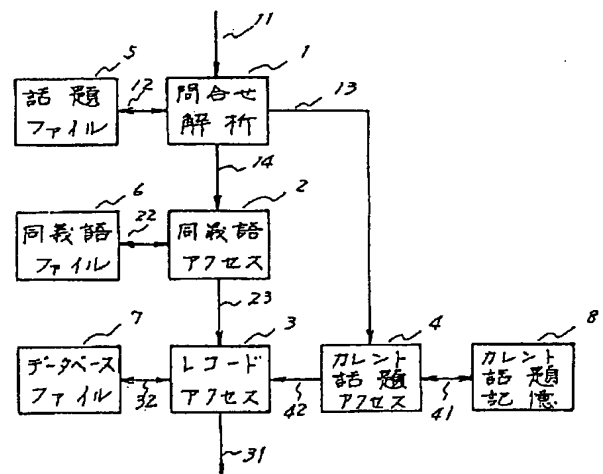 11
5
1
話題
ファイル
12
問合せ
解析
13
14
6
2
同義語
ファイル
22
同義語
アクセス
23
7
3
4
8
データベース
ファイル
32
レコード
アクセス
42
カレント
話題
アクセス
41
カレント
話題
記憶
31